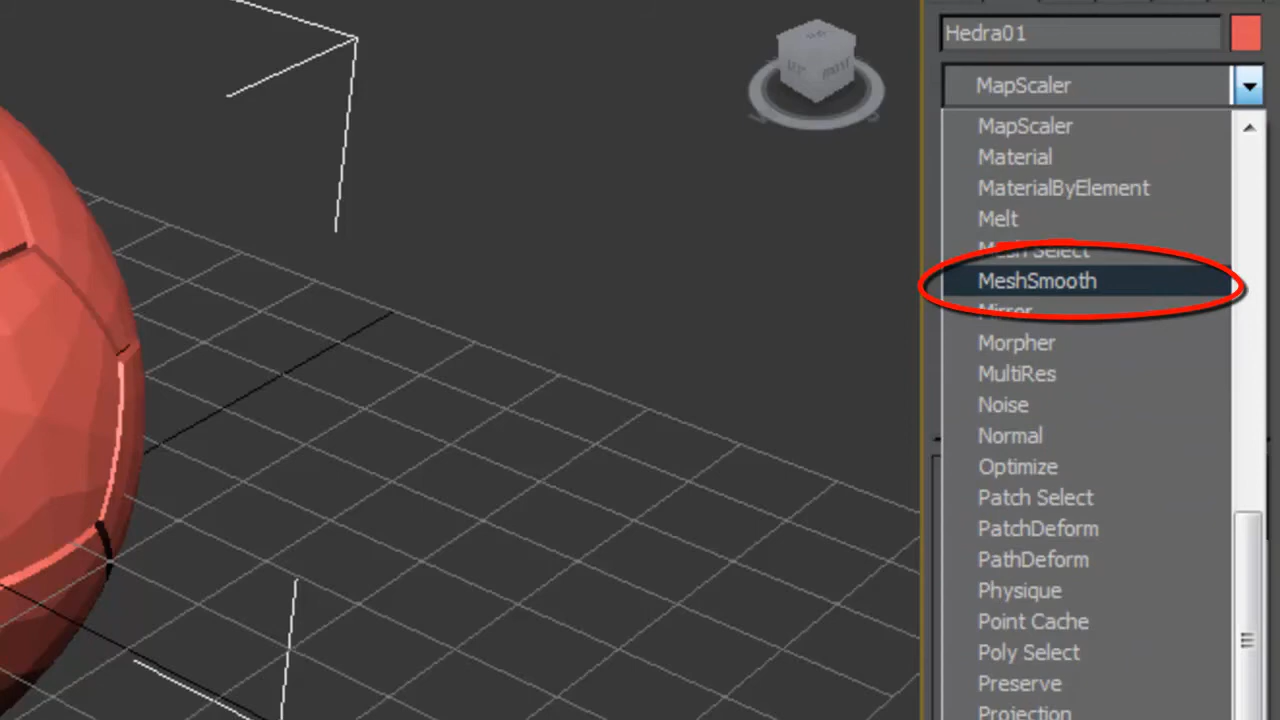 Hedra01
MapScaler
MapScaler
Material
MaterialByElement
Melt
Mesh Select
MeshSmooth
Mirror
Morpher
MultiRes
Noise
Normal
Optimize
Patch Select
PatchDeform
PathDeform
Physique
Point Cache
Poly Select
Preserve
Projection